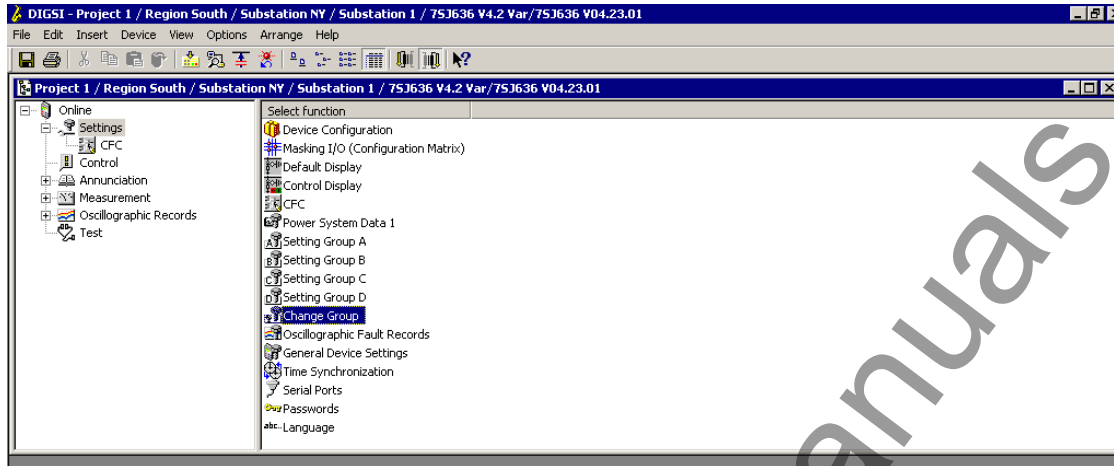 DIGSI - Project 1 / Region South / Substation NY / Substation 1 / 7SJ636 V4.2 Var/7SJ636 V04.23.01
File Edit Insert Device View Options Arrange Help
Project 1 / Region South / Substation NY / Substation 1 / 7SJ636 V4.2 Var/7SJ636 V04.23.01
Online
Settings
CFC
Control
Annunciation
Measurement
Oscillographic Records
Test
Select function
Device Configuration
Masking I/O (Configuration Matrix)
Default Display
Control Display
CFC
Power System Data 1
Setting Group A
Setting Group B
Setting Group C
Setting Group D
Change Group
Oscillographic Fault Records
General Device Settings
Time Synchronization
Serial Ports
Passwords
abc Language
anuals